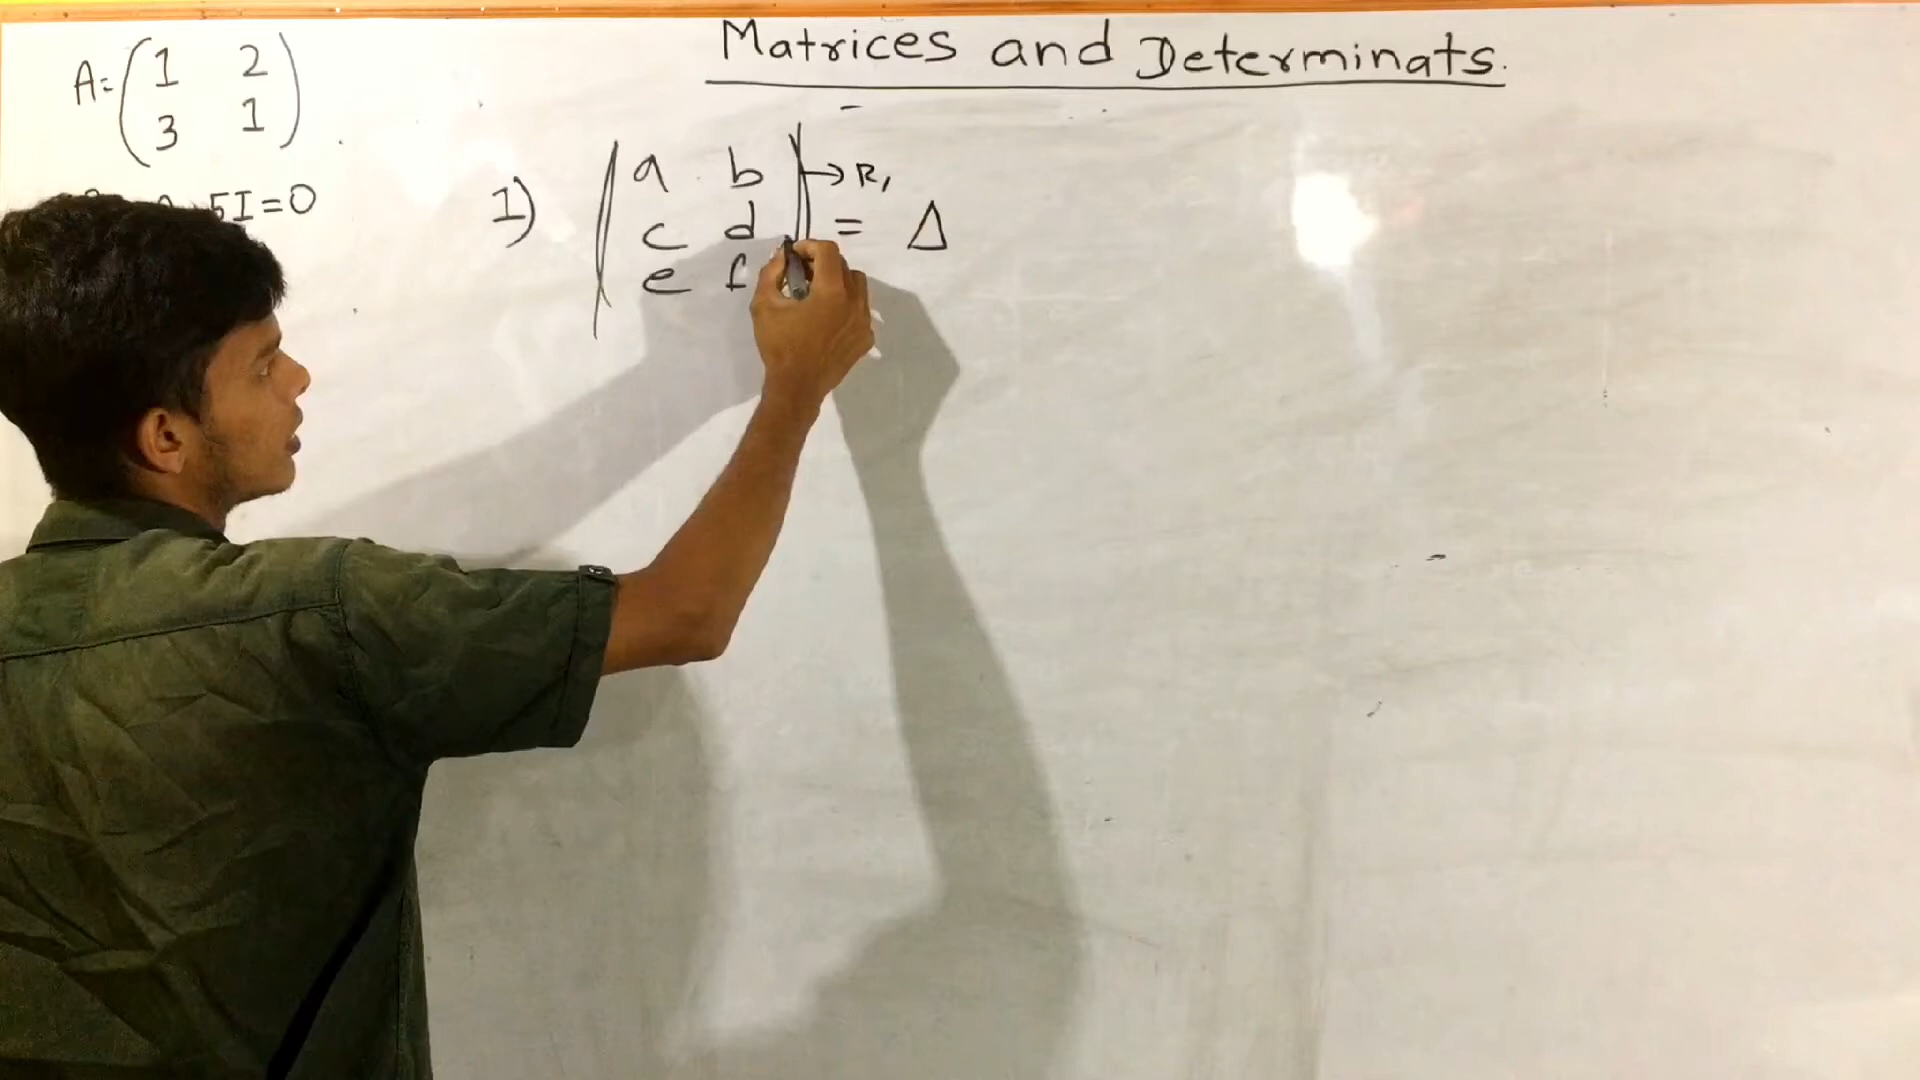 Matrices and Determinats.
A= (1 2
3 1)
5I=0
1) | a b | → R₁
c d = Δ
e f